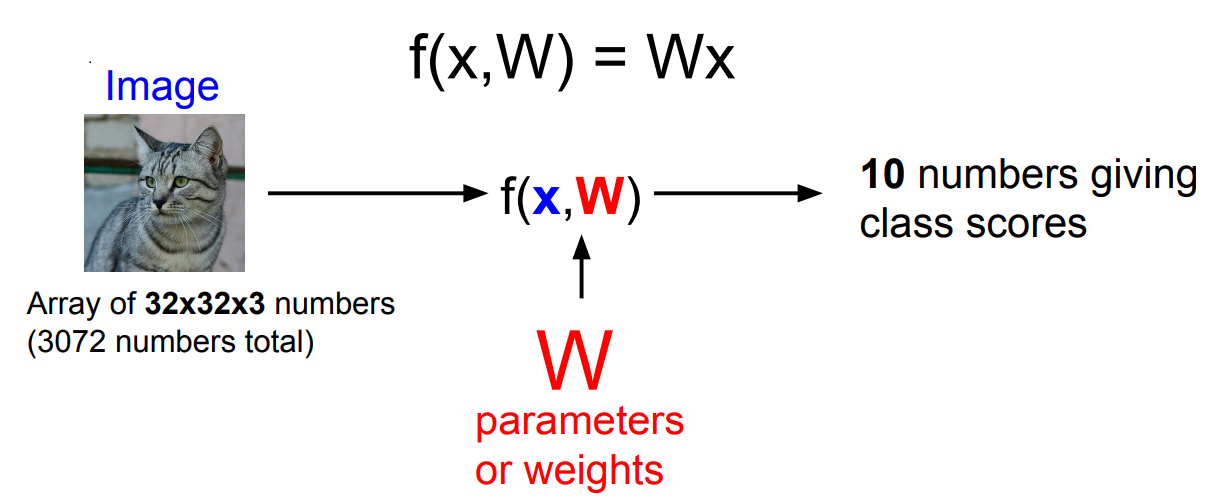 f(x,W) = Wx
Image
f(x,W)
10 numbers giving
class scores
Array of 32x32x3 numbers
(3072 numbers total)
W
parameters
or weights